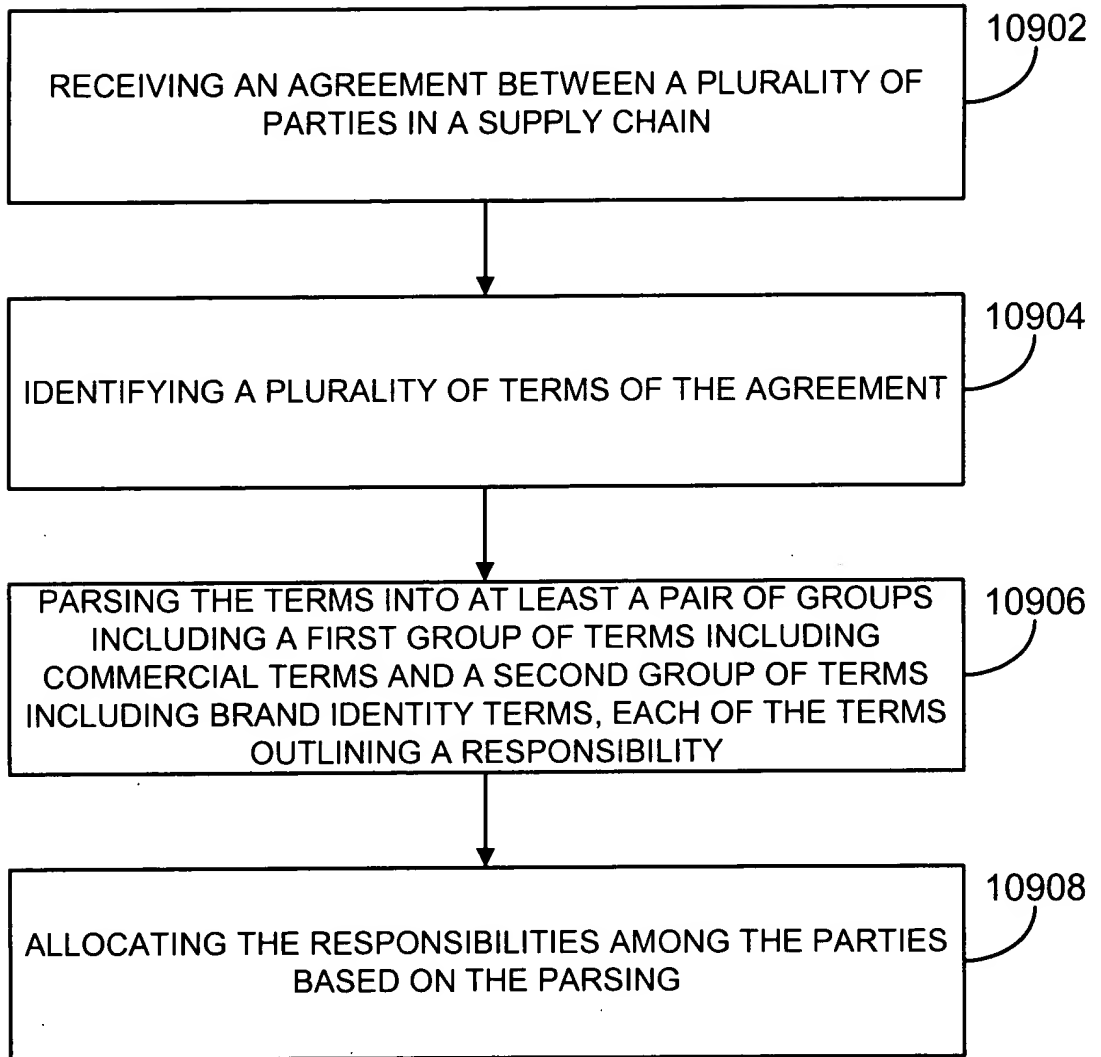 10902
RECEIVING AN AGREEMENT BETWEEN A PLURALITY OF
PARTIES IN A SUPPLY CHAIN
10904
IDENTIFYING A PLURALITY OF TERMS OF THE AGREEMENT
10906
PARSING THE TERMS INTO AT LEAST A PAIR OF GROUPS
INCLUDING A FIRST GROUP OF TERMS INCLUDING
COMMERCIAL TERMS AND A SECOND GROUP OF TERMS
INCLUDING BRAND IDENTITY TERMS, EACH OF THE TERMS
OUTLINING A RESPONSIBILITY
10908
ALLOCATING THE RESPONSIBILITIES AMONG THE PARTIES
BASED ON THE PARSING